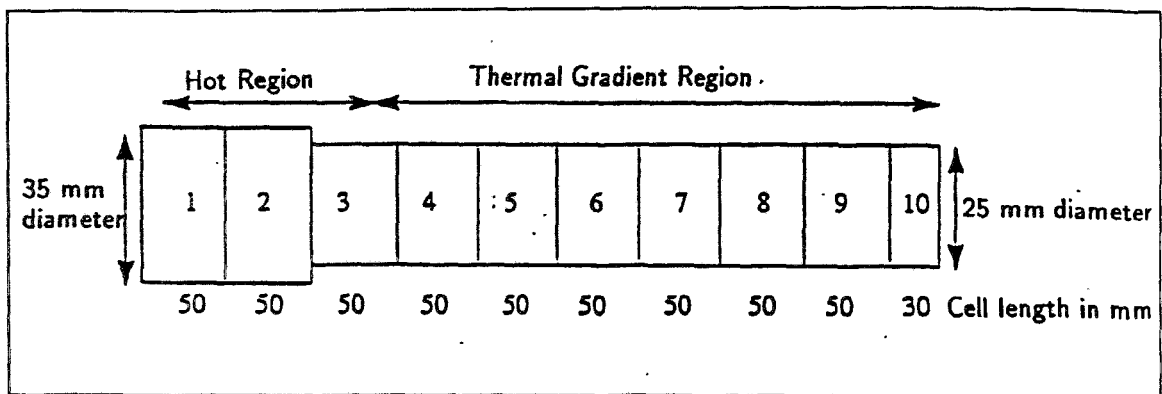 Hot Region
Thermal Gradient Region
35 mm
diameter
1 2 3 4 5 6 7 8 9 10
25 mm diameter
50 50 50 50 50 50 50 50 50 30 Cell length in mm